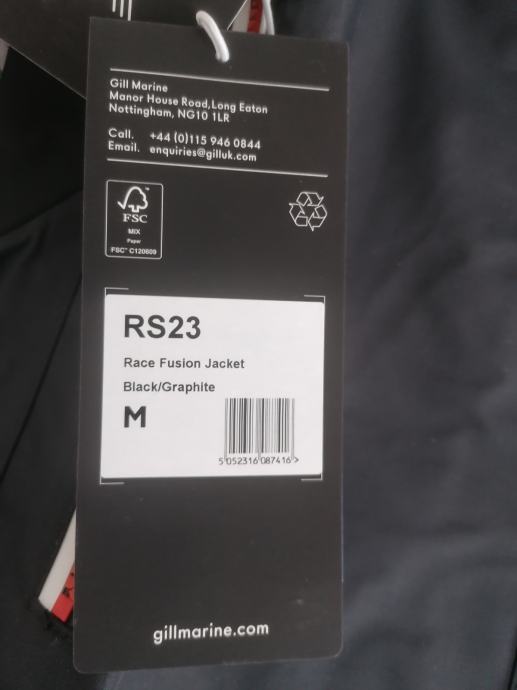 Gill Marine
Manor House Road,Long Eaton
Nottingham, NG10 1LR
Call. +44 (0)115 946 0844
Email. enquiries@gilluk.com
FSC
MIX
Paper
FSC™ C120609
RS23
Race Fusion Jacket
Black/Graphite
M
5 052316 087416 >
gillmarine.com